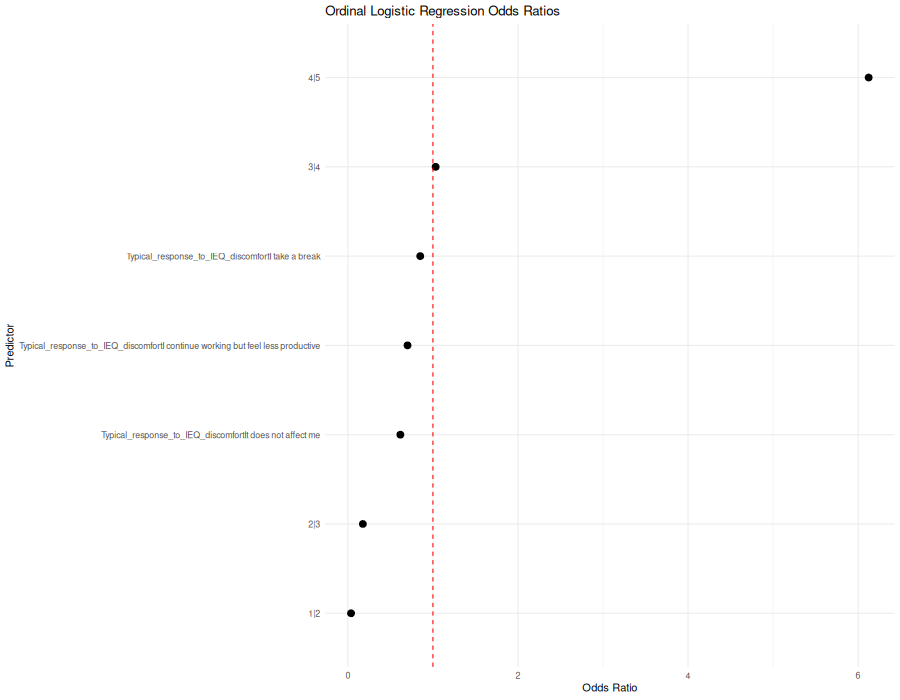 Ordinal Logistic Regression Odds Ratios
4|5
3|4
Typical_response_to_IEQ_discomfortI take a break
Typical_response_to_IEQ_discomfortI continue working but feel less productive
Typical_response_to_IEQ_discomfortIt does not affect me
2|3
1|2
Predictor
0 2 4 6
Odds Ratio